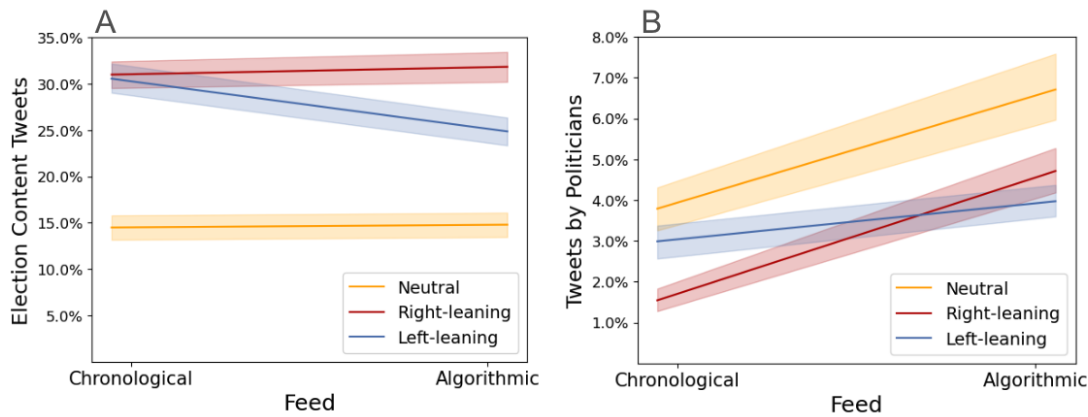 A
Election Content Tweets
35.0%
30.0%
25.0%
20.0%
15.0%
10.0%
5.0%
Neutral
Right-leaning
Left-leaning
Chronological
Algorithmic
Feed
B
Tweets by Politicians
8.0%
7.0%
6.0%
5.0%
4.0%
3.0%
2.0%
1.0%
Neutral
Right-leaning
Left-leaning
Chronological
Algorithmic
Feed